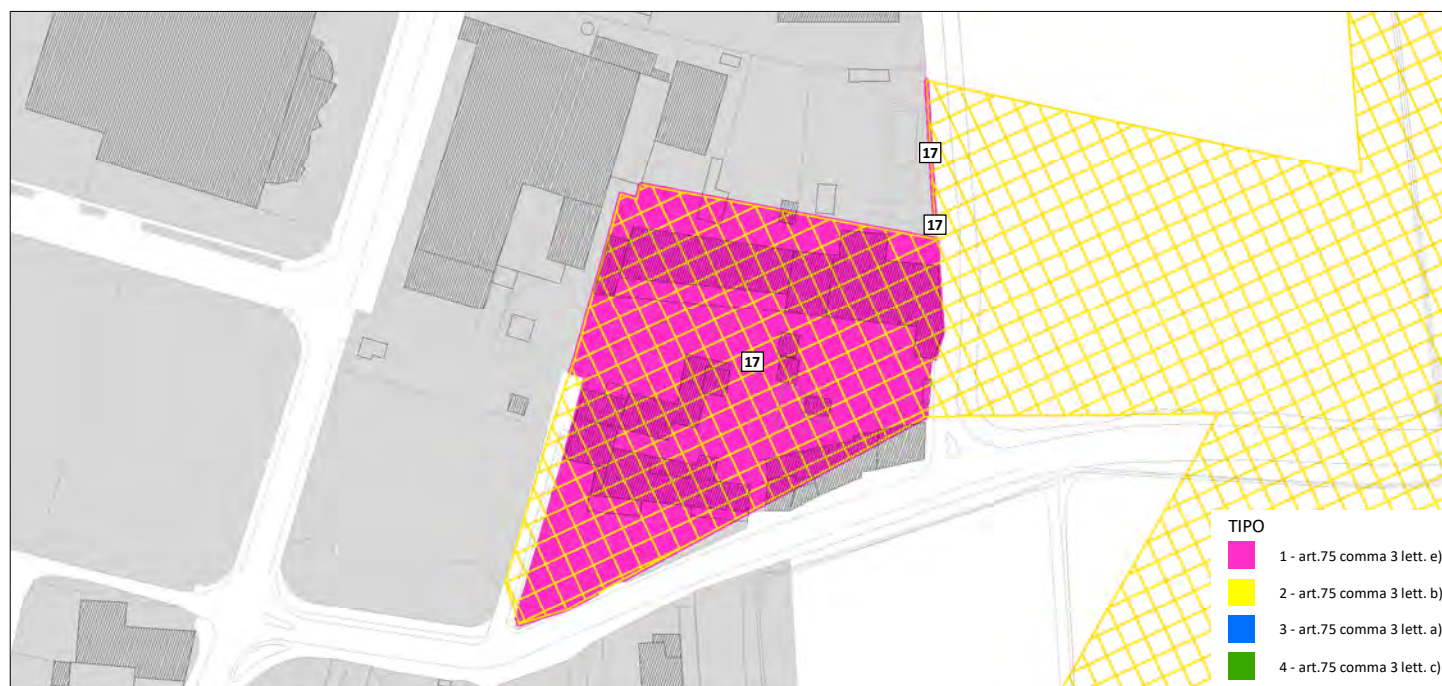 17
17
17
TIPO
1 - art.75 comma 3 lett. e)
2 - art.75 comma 3 lett. b)
3 - art.75 comma 3 lett. a)
4 - art.75 comma 3 lett. c)